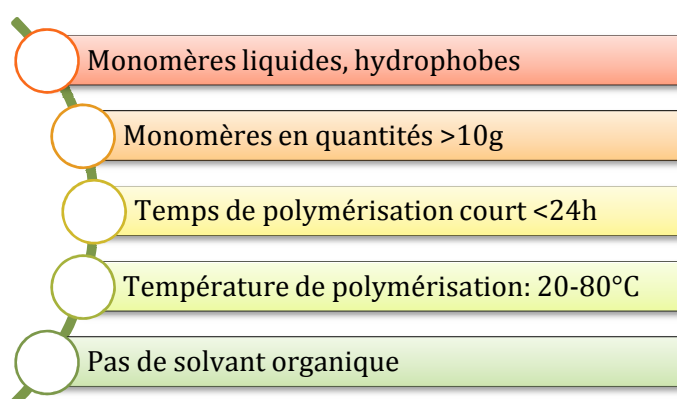 Monomères liquides, hydrophobes
Monomères en quantités >10g
Temps de polymérisation court <24h
Température de polymérisation: 20-80°C
Pas de solvant organique